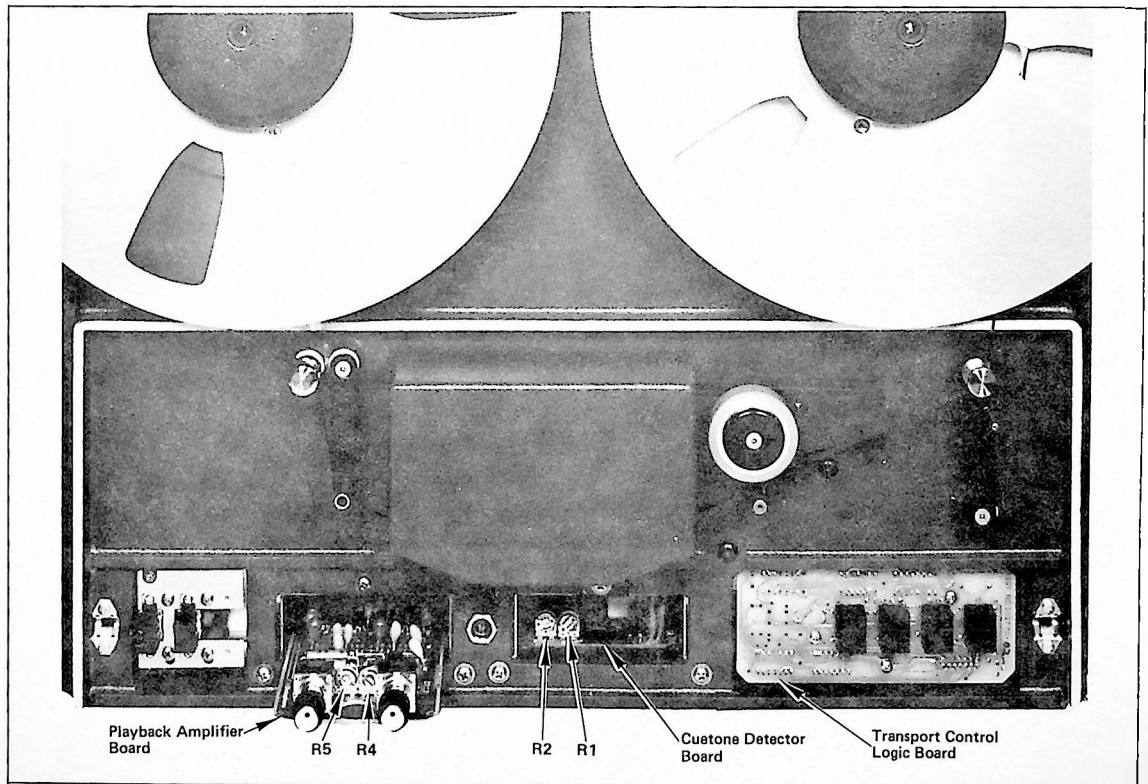 Playback Amplifier
Board
R5
R4
R2
R1
Cuetone Detector
Board
Transport Control
Logic Board